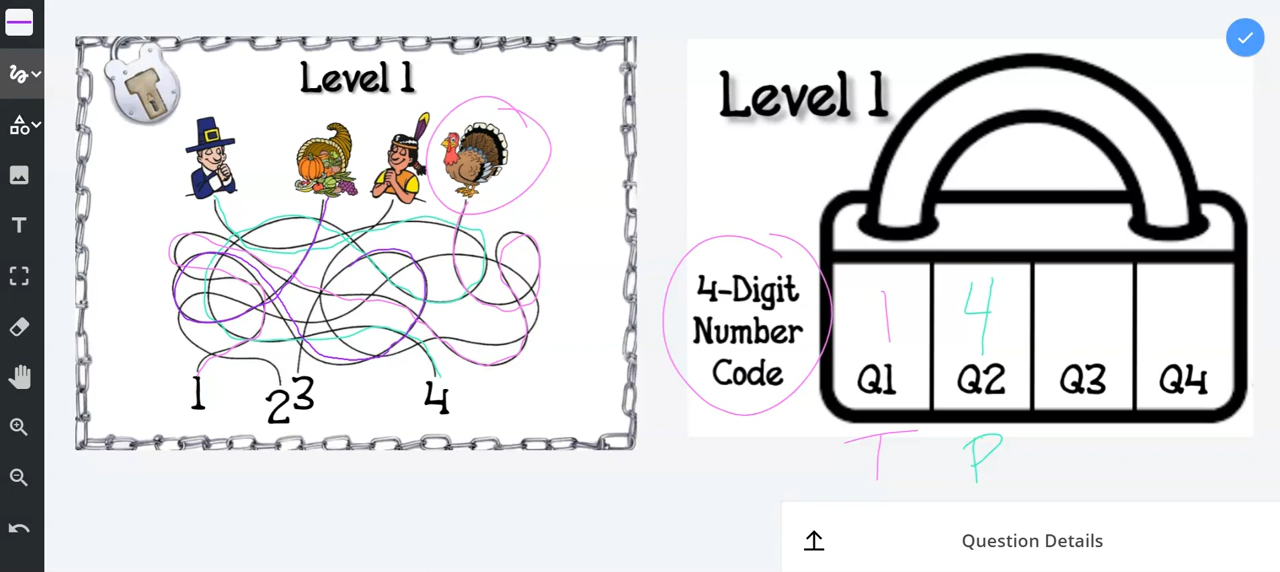 Level 1
1
2
3
4
Level 1
4-Digit
Number
Code
1 4
Q1 Q2 Q3 Q4
T P
T
Question Details